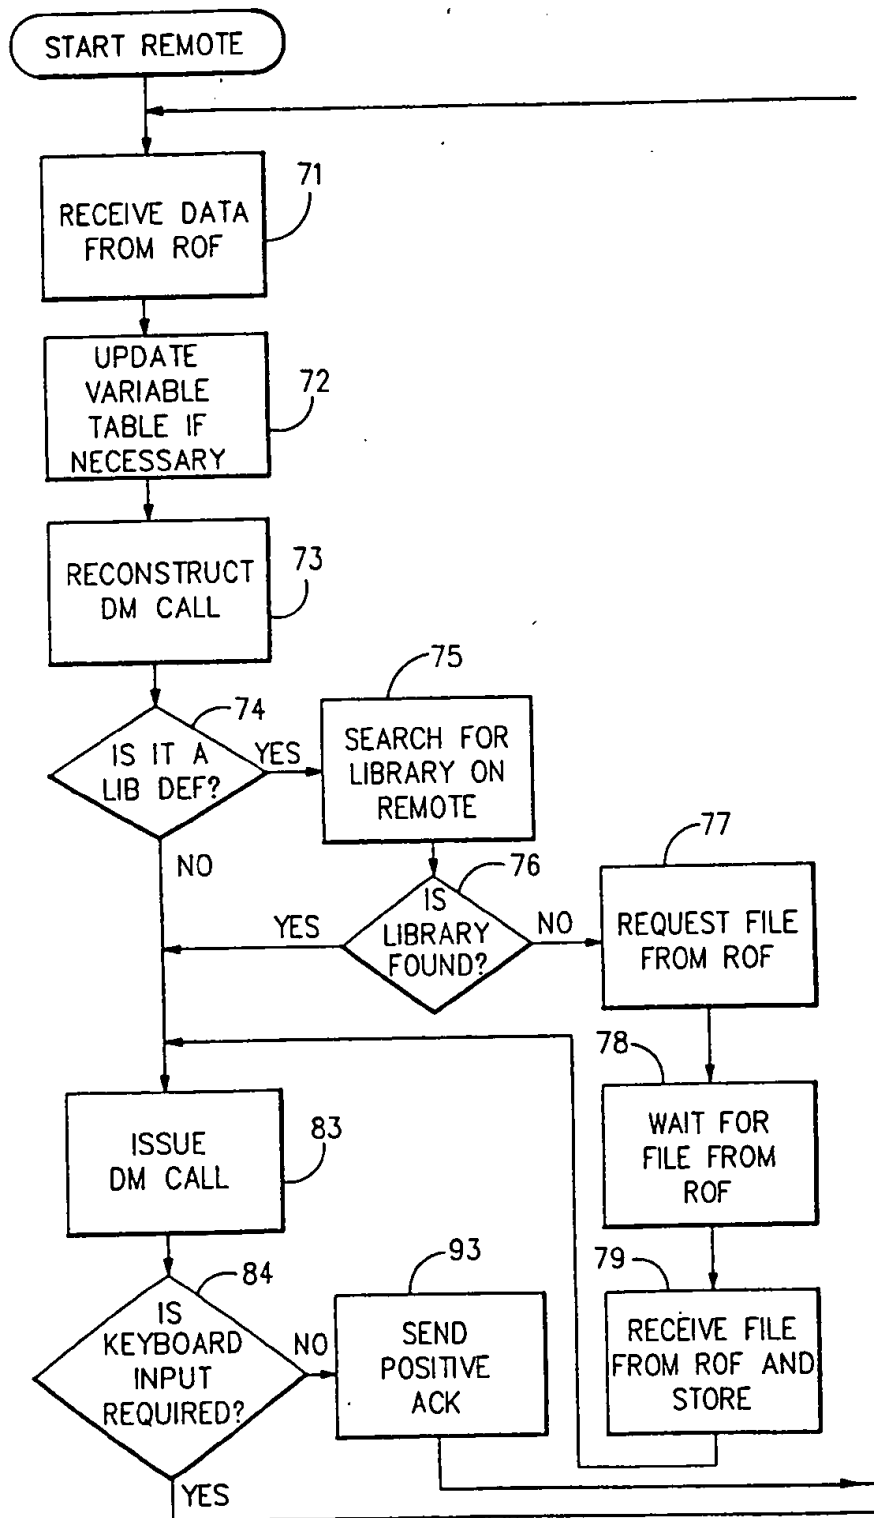 START REMOTE
71
RECEIVE DATA
FROM ROF
72
UPDATE
VARIABLE
TABLE IF
NECESSARY
73
RECONSTRUCT
DM CALL
74
IS IT A
LIB DEF?
YES
NO
75
SEARCH FOR
LIBRARY ON
REMOTE
76
IS
LIBRARY
FOUND?
YES
NO
77
REQUEST FILE
FROM ROF
78
WAIT FOR
FILE FROM
ROF
79
RECEIVE FILE
FROM ROF AND
STORE
83
ISSUE
DM CALL
84
IS
KEYBOARD
INPUT
REQUIRED?
NO
YES
93
SEND
POSITIVE
ACK